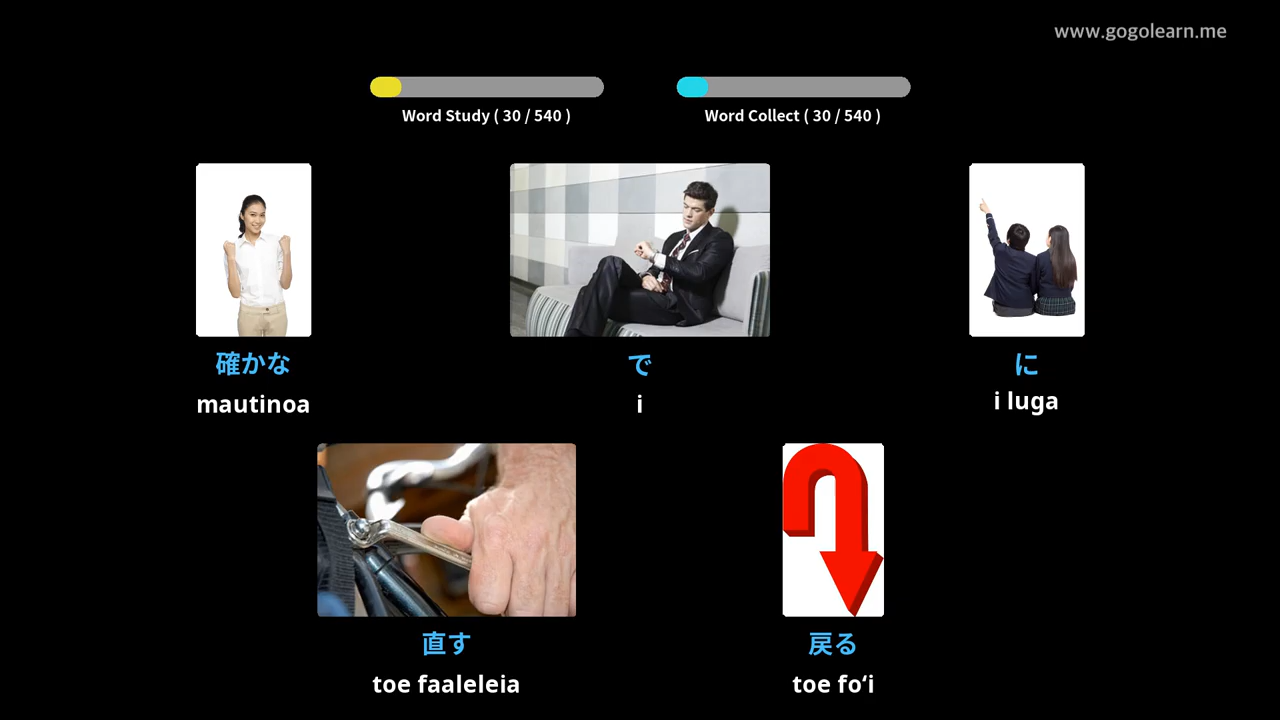 www.gogolearn.me
Word Study ( 30 / 540 )
Word Collect ( 30 / 540 )
確かな
mautinoa
で
i
に
i luga
直す
toe faaleleia
戻る
toe foʻi